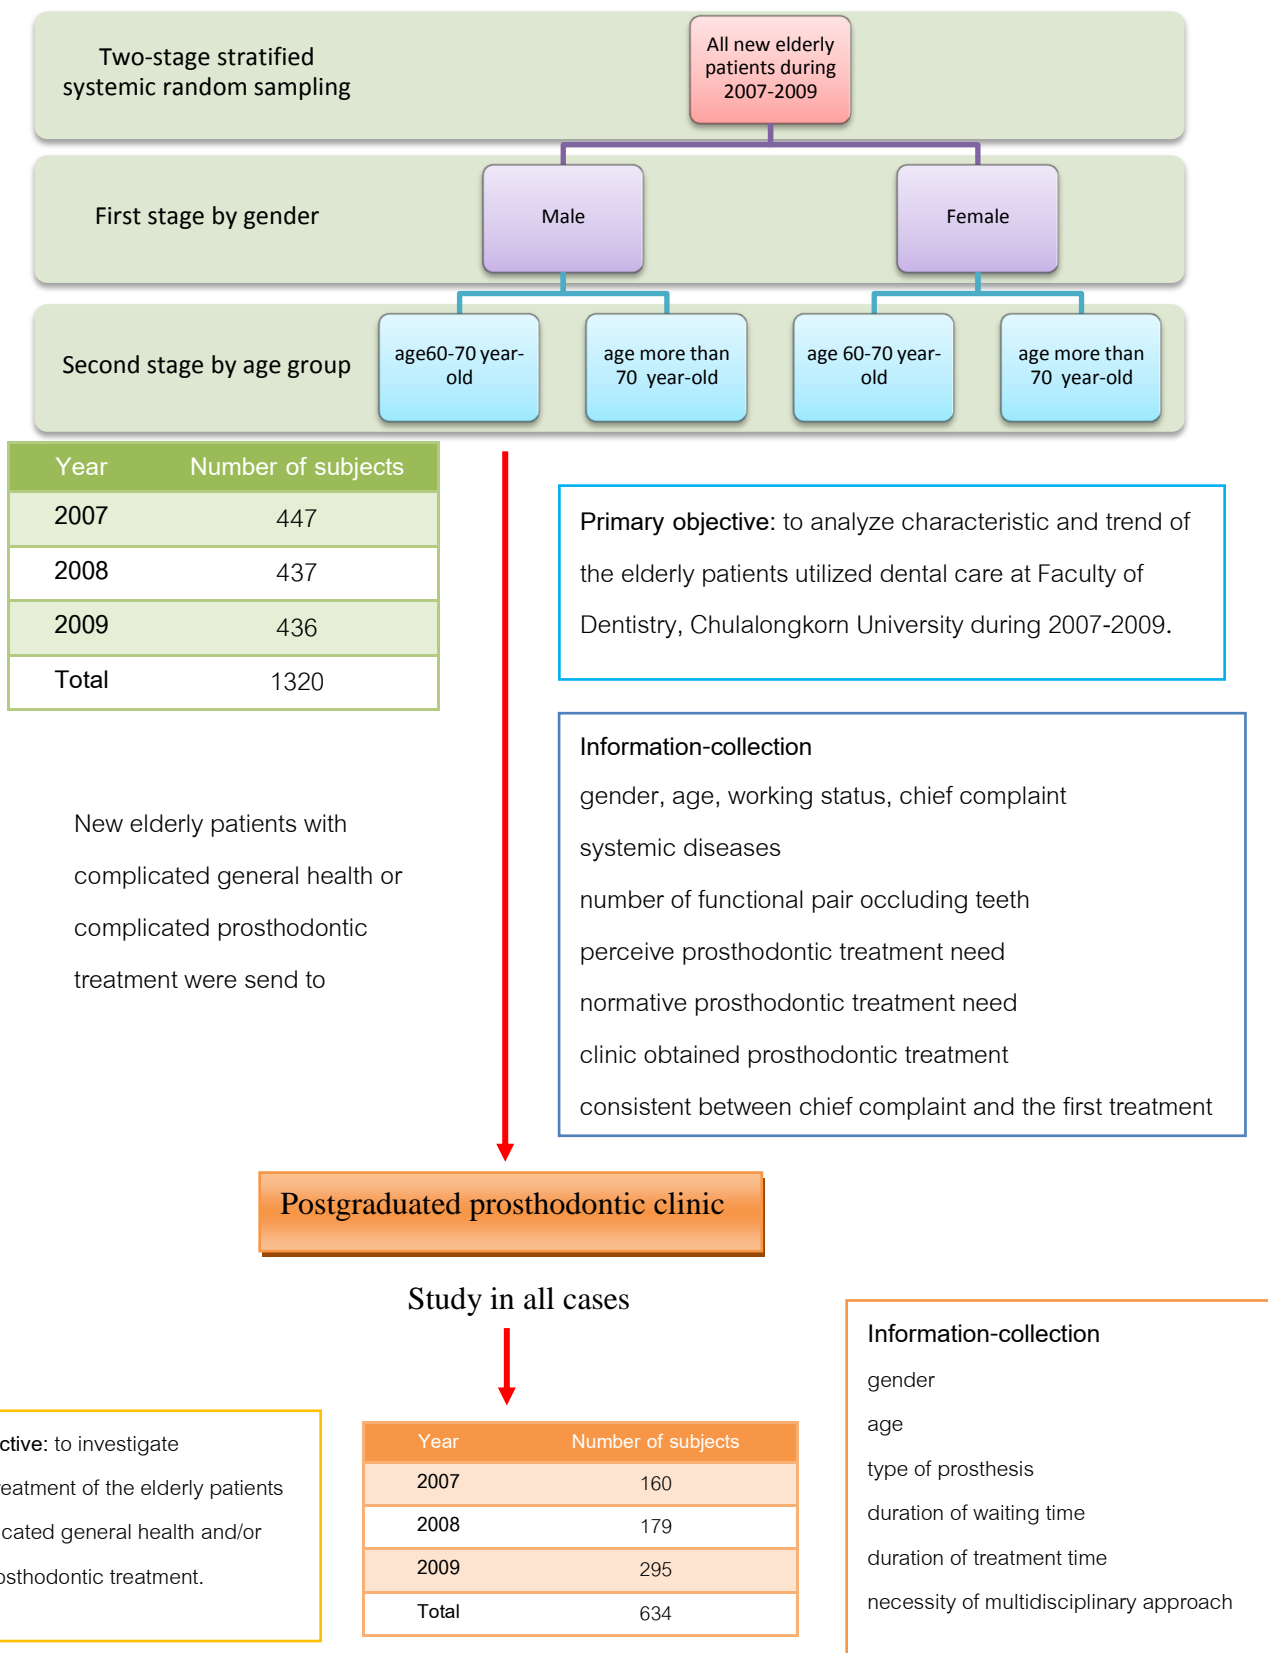 Two-stage stratified
systemic random sampling
All new elderly
patients during
2007-2009
First stage by gender
Male
Female
Second stage by age group
age60-70 year-
old
age more than
70 year-old
age 60-70 year-
old
age more than
70 year-old
Year Number of subjects
2007 447
2008 437
2009 436
Total 1320
Primary objective: to analyze characteristic and trend of
the elderly patients utilized dental care at Faculty of
Dentistry, Chulalongkorn University during 2007-2009.
New elderly patients with
complicated general health or
complicated prosthodontic
treatment were send to
Information-collection
gender, age, working status, chief complaint
systemic diseases
number of functional pair occluding teeth
perceive prosthodontic treatment need
normative prosthodontic treatment need
clinic obtained prosthodontic treatment
consistent between chief complaint and the first treatment
Postgraduated prosthodontic clinic
Study in all cases
ctive: to investigate
eatment of the elderly patients
cated general health and/or
osthodontic treatment.
Year Number of subjects
2007 160
2008 179
2009 295
Total 634
Information-collection
gender
age
type of prosthesis
duration of waiting time
duration of treatment time
necessity of multidisciplinary approach